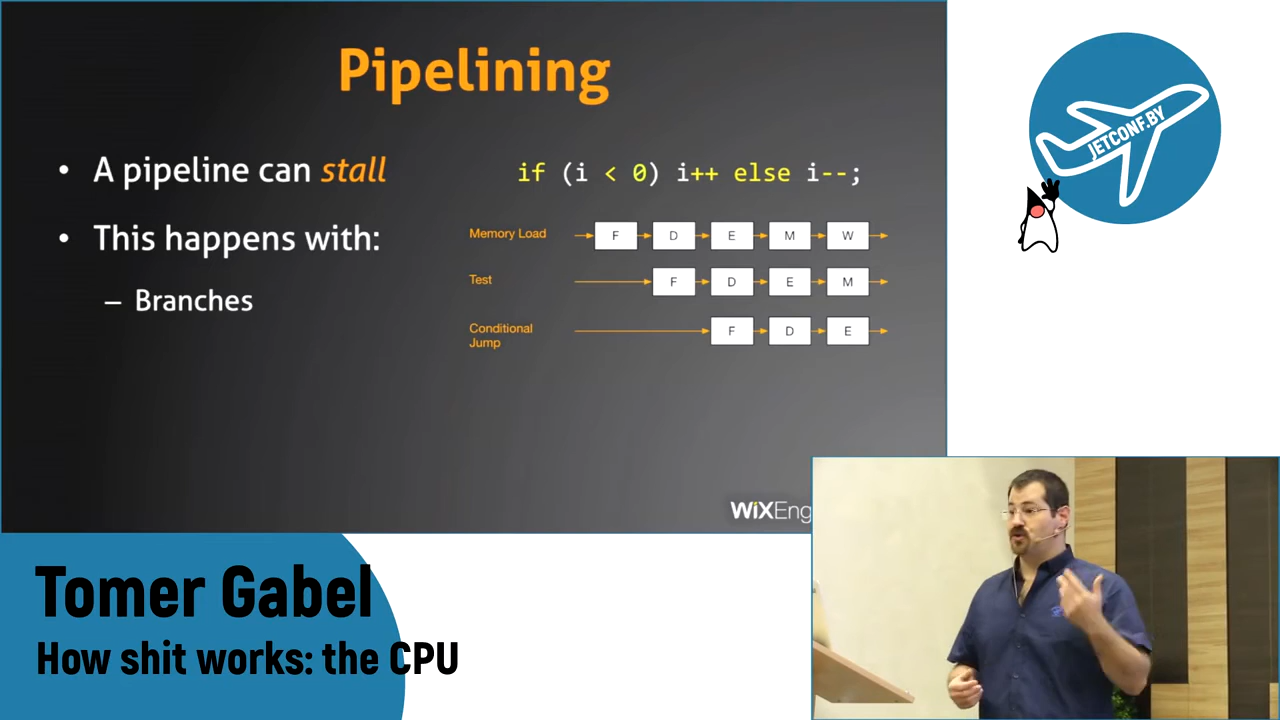 Pipelining
• A pipeline can stall
• This happens with:
– Branches
if (i < 0) i++ else i--;
Memory Load F D E M W
Test F D E M
Conditional F D E
Jump
WiXEng
JETCONF.BY
Tomer Gabel
How shit works: the CPU